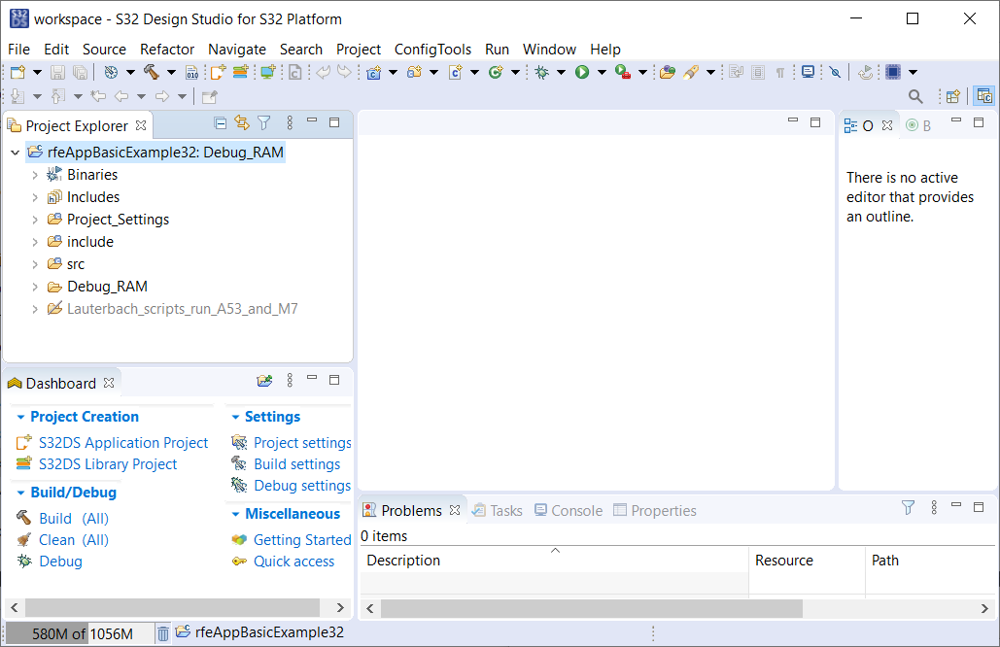 workspace - S32 Design Studio for S32 Platform
File Edit Source Refactor Navigate Search Project ConfigTools Run Window Help
Project Explorer
rfeAppBasicExample32: Debug_RAM
Binaries
Includes
Project_Settings
include
src
Debug_RAM
Lauterbach_scripts_run_A53_and_M7
O
B
There is no active
editor that provides
an outline.
Dashboard
Project Creation
S32DS Application Project
S32DS Library Project
Build/Debug
Build (All)
Clean (All)
Debug
Settings
Project settings
Build settings
Debug settings
Miscellaneous
Getting Started
Quick access
Problems Tasks Console Properties
0 items
Description Resource Path
580M of 1056M
rfeAppBasicExample32